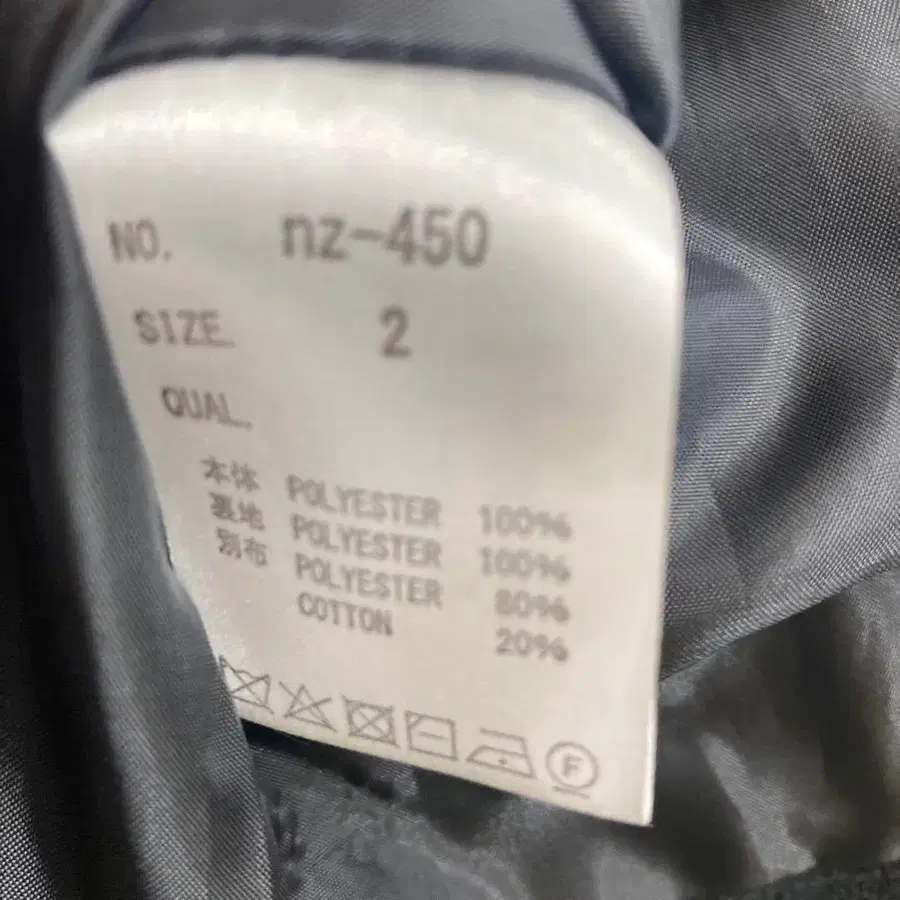 NO. nz-450
SIZE. 2
QUAL.
本体 POLYESTER 100%
裏地 POLYESTER 100%
別布 POLYESTER 80%
COTTON 20%
F